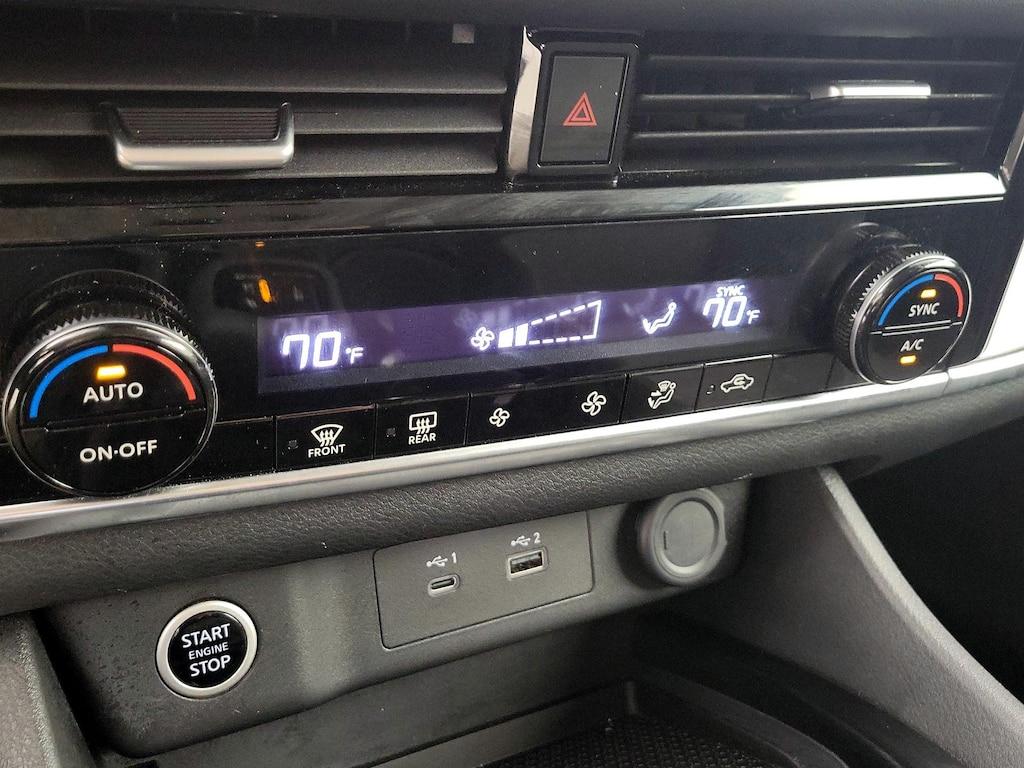 70°F
SYNC
70°F
AUTO
ON·OFF
SYNC
A/C
FRONT
REAR
1
2
START
ENGINE
STOP